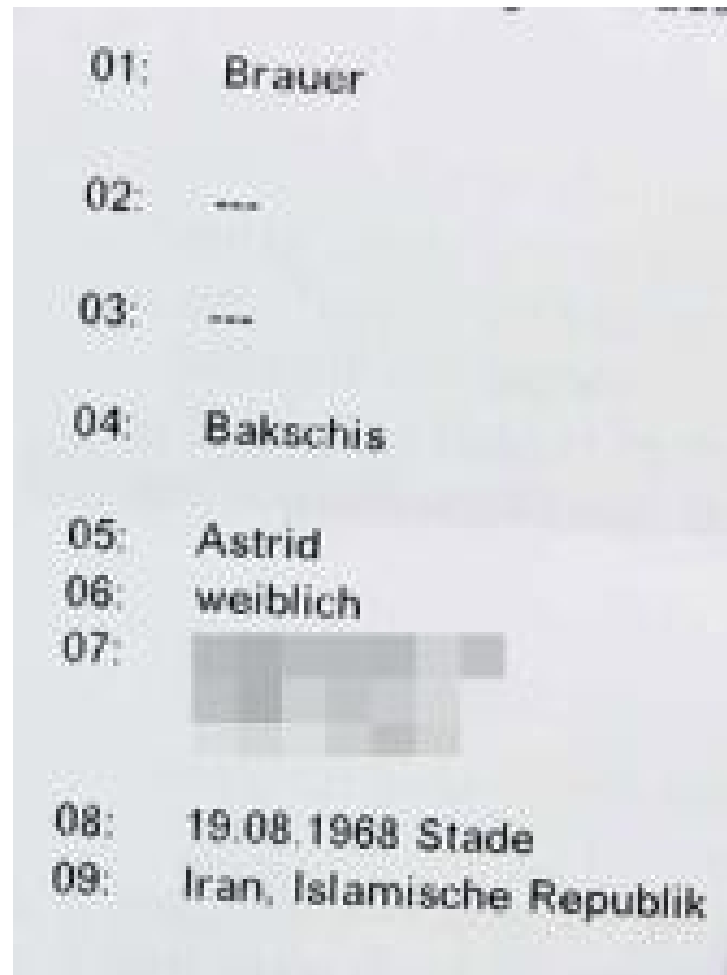 01: Brauer
02: ---
03: ---
04: Bakschis
05: Astrid
06: weiblich
07:
08: 19.08.1968 Stade
09: Iran, Islamische Republik